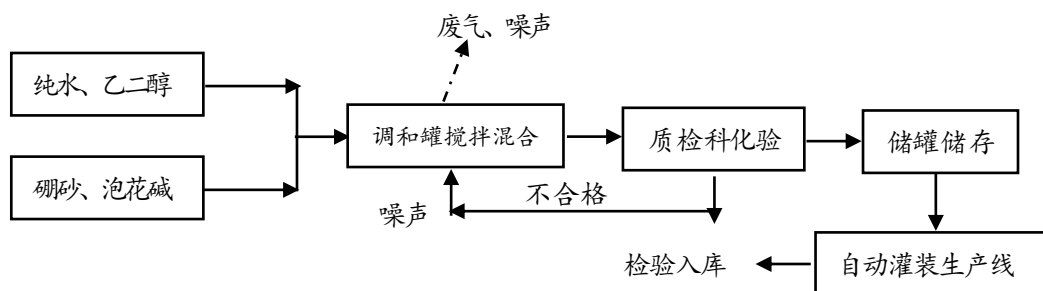 废气、噪声
纯水、乙二醇
调和罐搅拌混合
质检科化验
储罐储存
硼砂、泡花碱
噪声
不合格
检验入库
自动灌装生产线